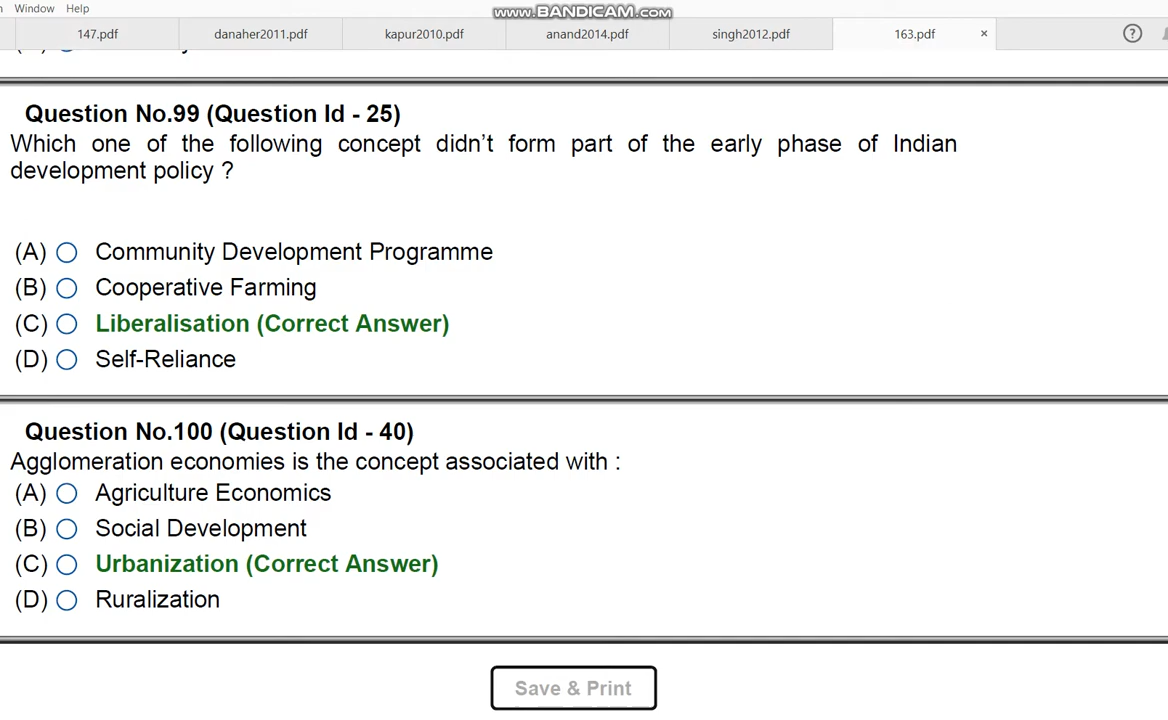 Window Help
www.BANDICAM.com
147.pdf danaher2011.pdf kapur2010.pdf anand2014.pdf singh2012.pdf 163.pdf × ?
Question No.99 (Question Id - 25)
Which one of the following concept didn't form part of the early phase of Indian
development policy ?
(A) Community Development Programme
(B) Cooperative Farming
(C) Liberalisation (Correct Answer)
(D) Self-Reliance
Question No.100 (Question Id - 40)
Agglomeration economies is the concept associated with :
(A) Agriculture Economics
(B) Social Development
(C) Urbanization (Correct Answer)
(D) Ruralization
Save & Print